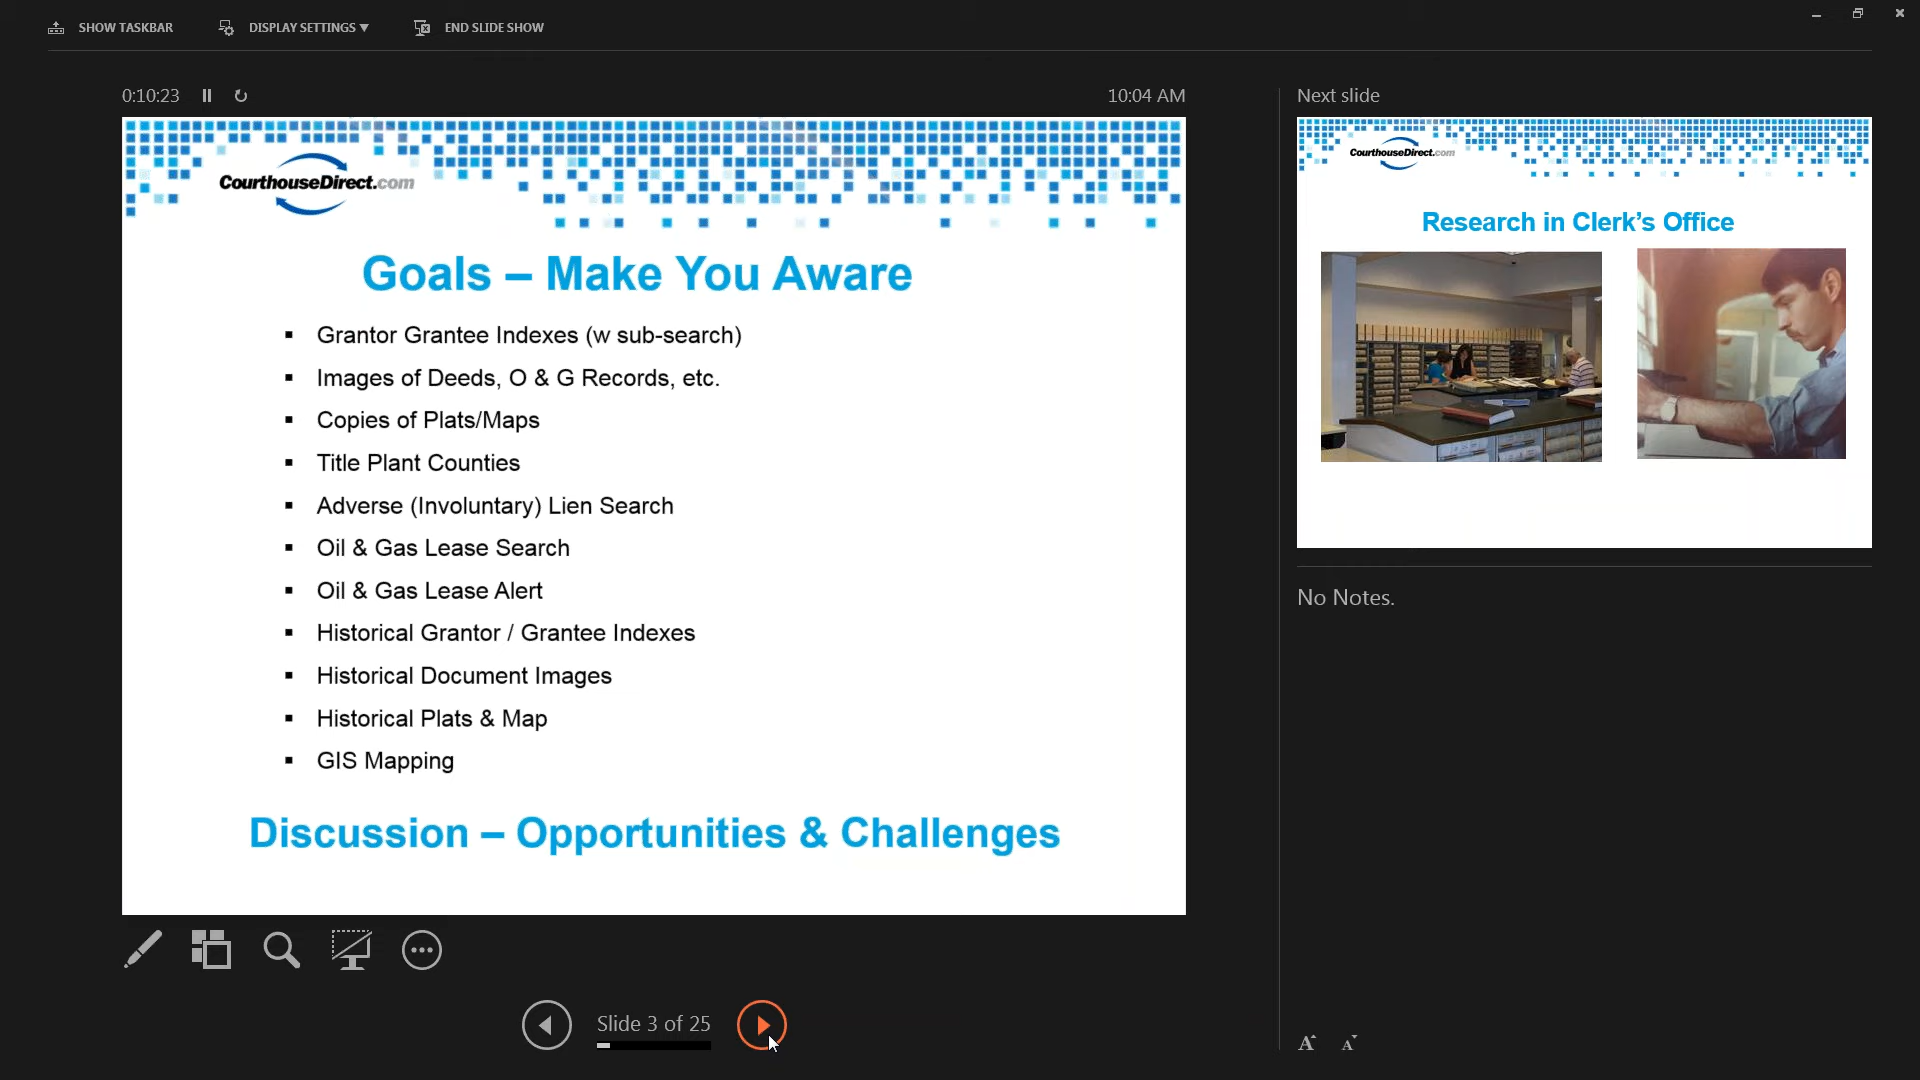 SHOW TASKBAR
DISPLAY SETTINGS ▼
END SLIDE SHOW
0:10:23
10:04 AM
CourthouseDirect.com
Goals – Make You Aware
▪ Grantor Grantee Indexes (w sub-search)
▪ Images of Deeds, O & G Records, etc.
▪ Copies of Plats/Maps
▪ Title Plant Counties
▪ Adverse (Involuntary) Lien Search
▪ Oil & Gas Lease Search
▪ Oil & Gas Lease Alert
▪ Historical Grantor / Grantee Indexes
▪ Historical Document Images
▪ Historical Plats & Map
▪ GIS Mapping
Discussion – Opportunities & Challenges
Slide 3 of 25
Next slide
CourthouseDirect.com
Research in Clerk's Office
No Notes.
A A